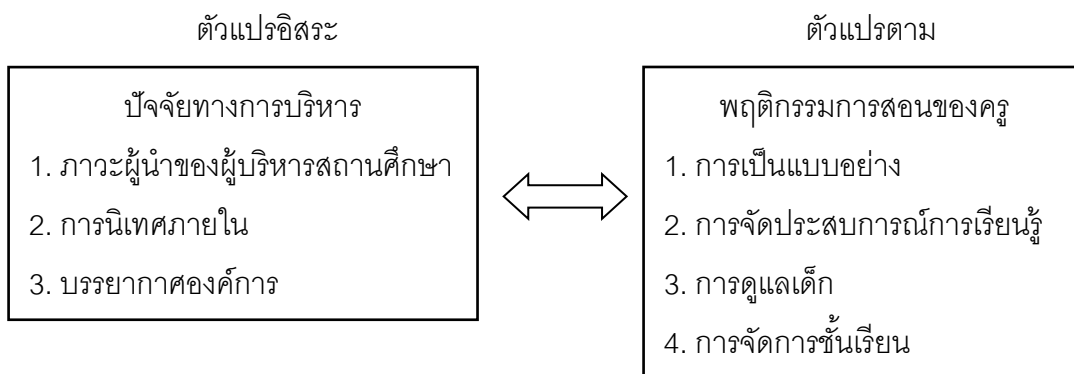 ตัวแปรอิสระ
ปัจจัยทางการบริหาร
1. ภาวะผู้นำของผู้บริหารสถานศึกษา
2. การนิเทศภายใน
3. บรรยากาศองค์การ
ตัวแปรตาม
พฤติกรรมการสอนของครู
1. การเป็นแบบอย่าง
2. การจัดประสบการณ์การเรียนรู้
3. การดูแลเด็ก
4. การจัดการชั้นเรียน